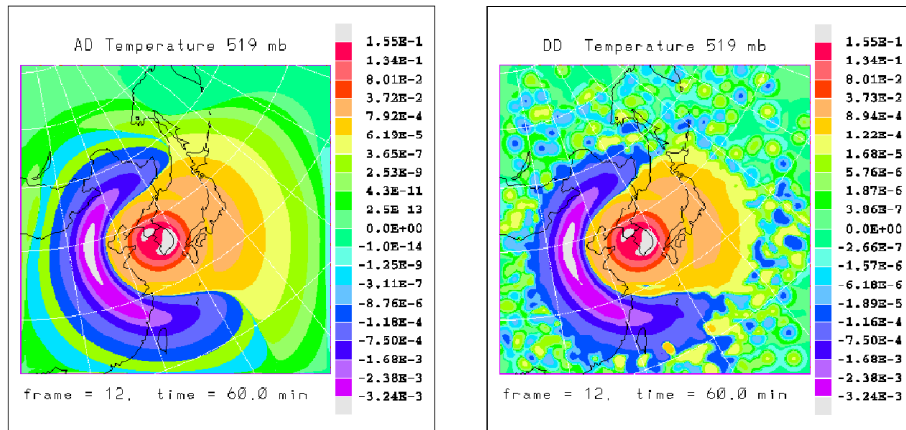 AD Temperature 519 mb
1.55E-1
1.34E-1
8.01E-2
3.72E-2
7.92E-4
6.19E-5
3.65E-7
2.53E-9
4.3E-11
2.5E 13
0.0E+00
-1.0E-14
-1.25E-9
-3.11E-7
-8.76E-6
-1.18E-4
-7.50E-4
-1.68E-3
-2.38E-3
-3.24E-3
frame = 12, time = 60.0 min
DD Temperature 519 mb
1.55E-1
1.34E-1
8.01E-2
3.73E-2
8.94E-4
1.22E-4
1.68E-5
5.76E-6
1.87E-6
3.86E-7
0.0E+00
-2.66E-7
-1.57E-6
-6.18E-6
-1.89E-5
-1.16E-4
-7.50E-4
-1.68E-3
-2.38E-3
-3.24E-3
frame = 12, time = 60.0 min